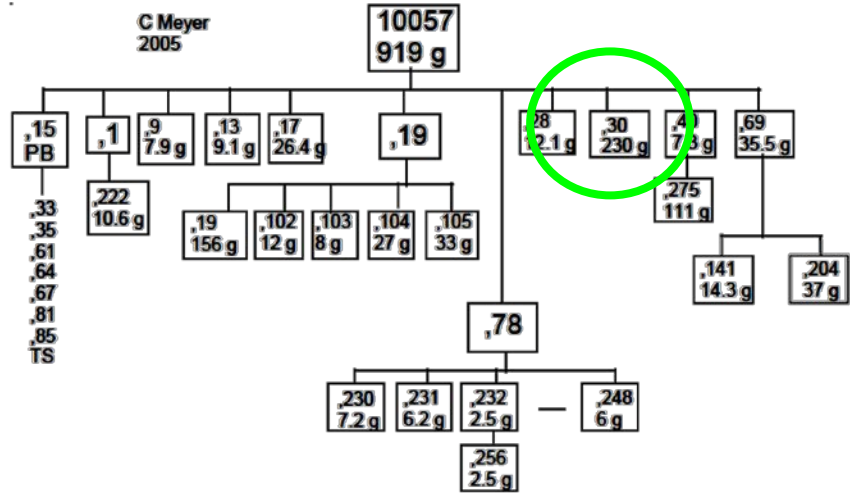 C Meyer
2005
10057
919 g
,15
PB
,1
,9
7.9 g
,13
9.1 g
,17
26.4 g
,19
,28
12.1 g
,30
230 g
,69
35.5 g
,33
,35
,61
,64
,67
,81
,85
TS
,222
10.6 g
,19
156 g
,102
12 g
,103
8 g
,104
27 g
,105
33 g
,275
111 g
,141
14.3 g
,204
37 g
,78
,230
7.2 g
,231
6.2 g
,232
2.5 g
—
,248
6 g
,256
2.5 g